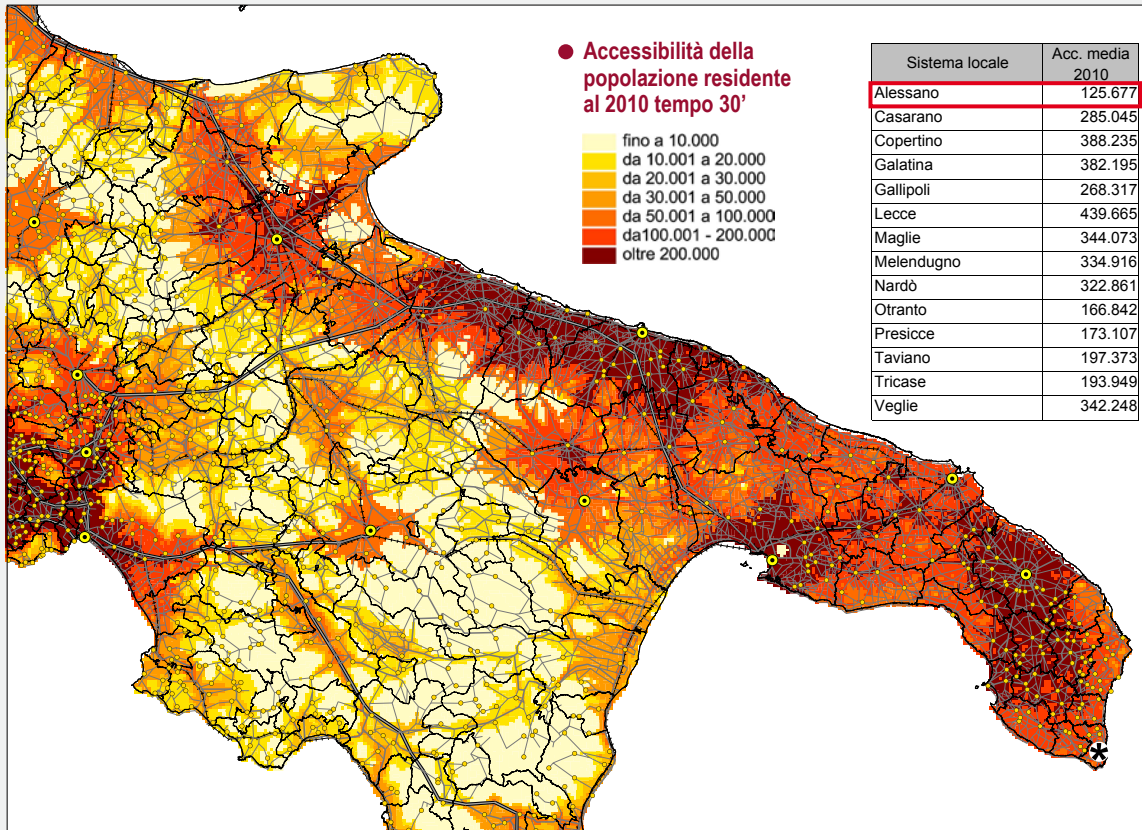 ● Accessibilità della
popolazione residente
al 2010 tempo 30’
fino a 10.000
da 10.001 a 20.000
da 20.001 a 30.000
da 30.001 a 50.000
da 50.001 a 100.000
da100.001 - 200.000
oltre 200.000
Sistema locale Acc. media 2010
Alessano 125.677
Casarano 285.045
Copertino 388.235
Galatina 382.195
Gallipoli 268.317
Lecce 439.665
Maglie 344.073
Melendugno 334.916
Nardò 322.861
Otranto 166.842
Presicce 173.107
Taviano 197.373
Tricase 193.949
Veglie 342.248
*